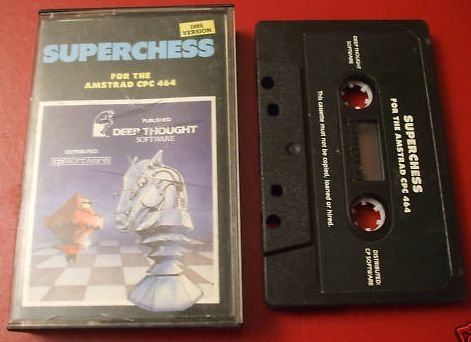 1985
VERSION
SUPERCHESS
FOR THE
AMSTRAD CPC 464
PUBLISHED
DEEP THOUGHT
SOFTWARE
DISTRIBUTED:
DEEP THOUGHT
SOFTWARE
SUPERCHESS
FOR THE AMSTRAD CPC 464
This cassette must not be copied, loaned or hired.
DISTRIBUTED:
CP SOFTWARE